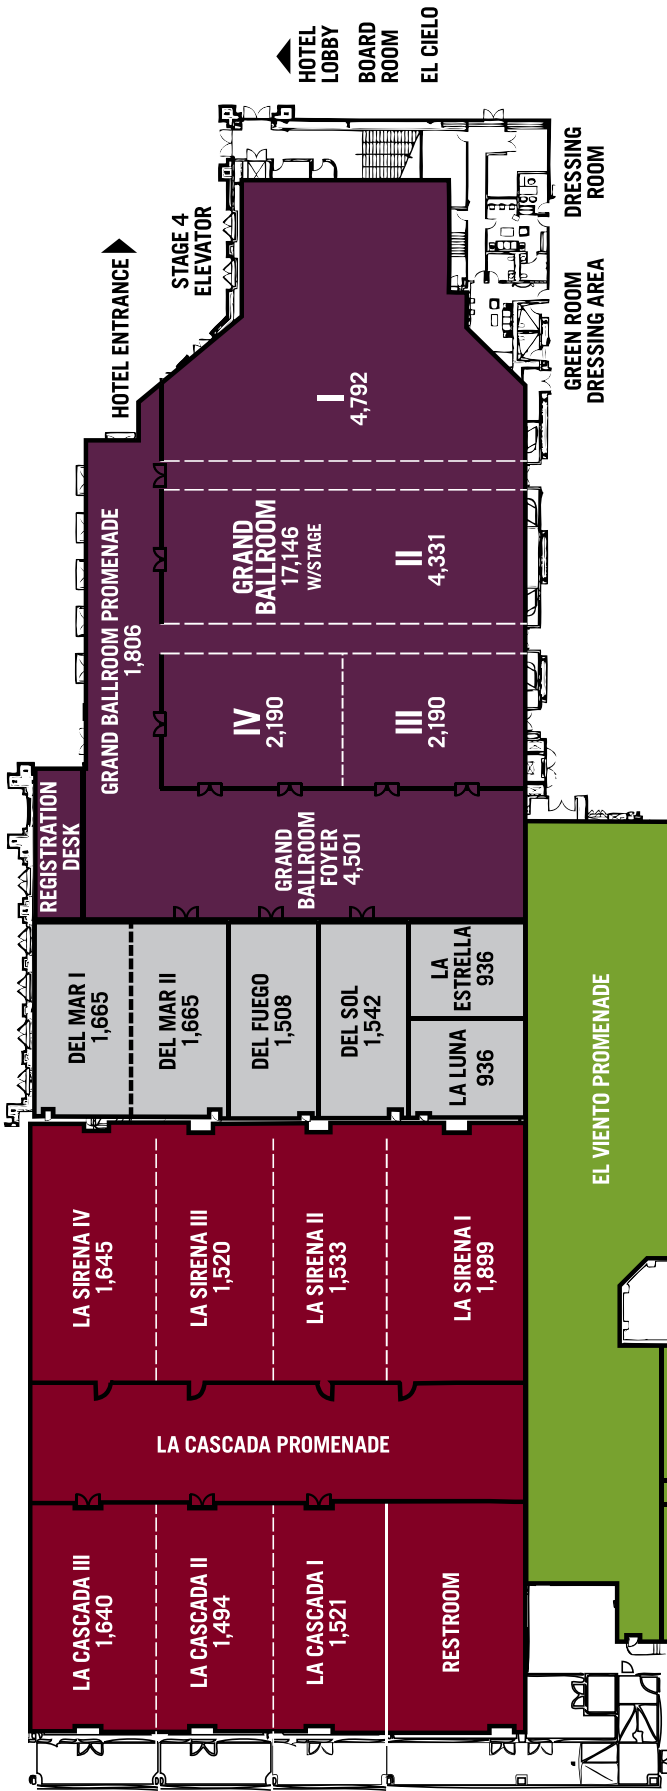 HOTEL
LOBBY
BOARD
ROOM
EL CIELO
DRESSING
ROOM
STAGE 4
ELEVATOR
HOTEL ENTRANCE
GREEN ROOM
DRESSING AREA
I
4,792
GRAND
BALLROOM
17,146
W/STAGE
II
4,331
GRAND BALLROOM PROMENADE
1,806
IV
2,190
III
2,190
REGISTRATION
DESK
GRAND
BALLROOM
FOYER
4,501
DEL MAR I
1,665
DEL MAR II
1,665
DEL FUEGO
1,508
DEL SOL
1,542
LA
ESTRELLA
936
LA LUNA
936
EL VIENTO PROMENADE
LA SIRENA IV
1,645
LA SIRENA III
1,520
LA SIRENA II
1,533
LA SIRENA I
1,899
LA CASCADA PROMENADE
LA CASCADA III
1,640
LA CASCADA II
1,494
LA CASCADA I
1,521
RESTROOM